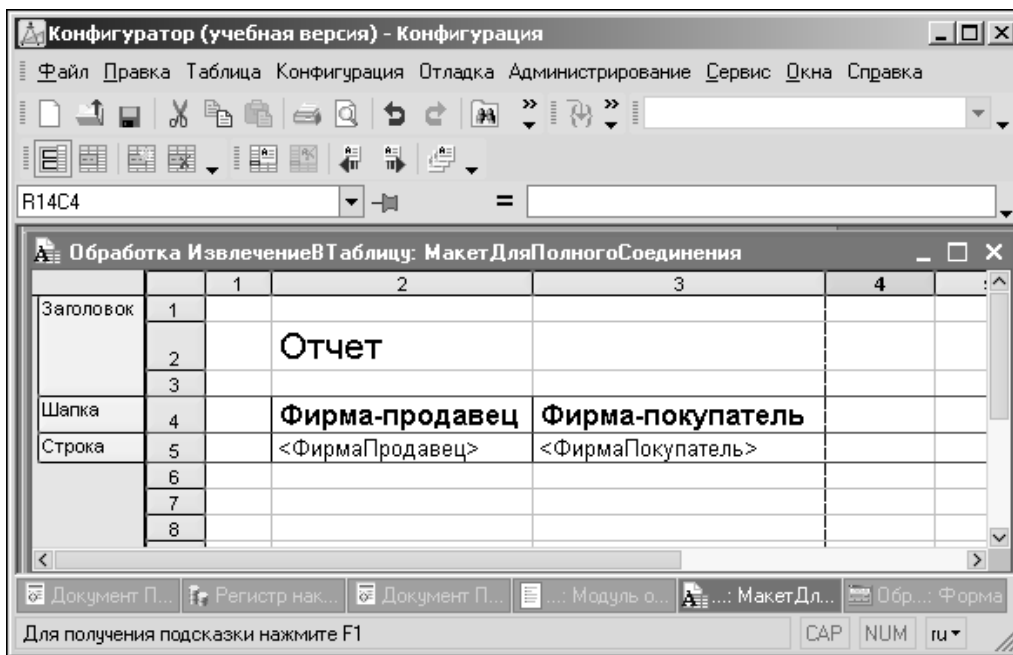 Конфигуратор (учебная версия) - Конфигурация
Файл Правка Таблица Конфигурация Отладка Администрирование Сервис Окна Справка
R14C4 =
Обработка ИзвлечениеВТаблицу: МакетДляПолногоСоединения
1 2 3 4
Заголовок 1
2 Отчет
3
Шапка 4 Фирма-продавец Фирма-покупатель
Строка 5 <ФирмаПродавец> <ФирмаПокупатель>
6
7
8
Документ П... Регистр нак... Документ П... ...: Модуль о... ...: МакетДл... Обр...: Форма
Для получения подсказки нажмите F1 CAP NUM ru